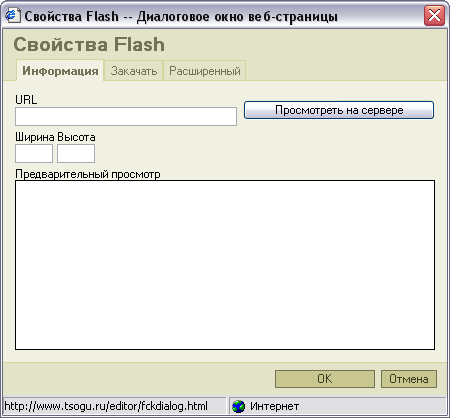 Свойства Flash -- Диалоговое окно веб-страницы
Свойства Flash
Информация Закачать Расширенный
URL
Просмотреть на сервере
Ширина Высота
Предварительный просмотр
OK Отмена
http://www.tsogu.ru/editor/fckdialog.html Интернет